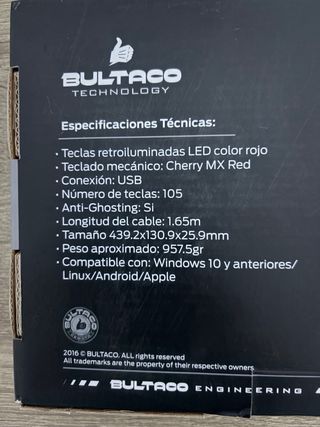 BULTACO
TECHNOLOGY
Especificaciones Técnicas:
· Teclas retroiluminadas LED color rojo
· Teclado mecánico: Cherry MX Red
· Conexión: USB
· Número de teclas: 105
· Anti-Ghosting: Si
· Longitud del cable: 1.65m
· Tamaño 439.2x130.9x25.9mm
· Peso aproximado: 957.5gr
· Compatible con: Windows 10 y anteriores/
Linux/Android/Apple
2016 © BULTACO. ALL rights reserved
All trademarks are the property of their respective owners.
BULTACO ENGINEERING